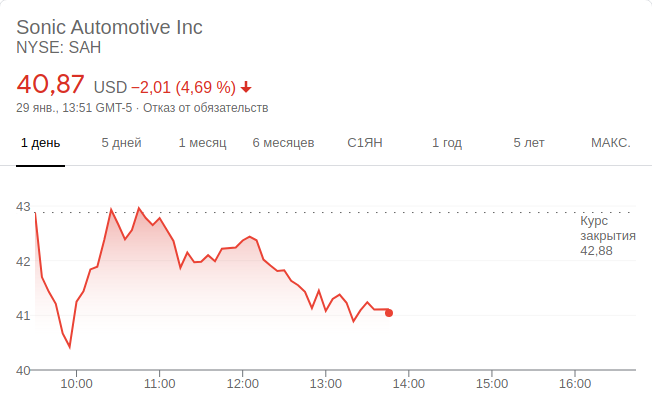 Sonic Automotive Inc
NYSE: SAH
40,87 USD −2,01 (4,69 %)
29 янв., 13:51 GMT-5 · Отказ от обязательств
1 день 5 дней 1 месяц 6 месяцев С1ЯН 1 год 5 лет МАКС.
43
Курс
закрытия
42,88
42
41
40
10:00 11:00 12:00 13:00 14:00 15:00 16:00